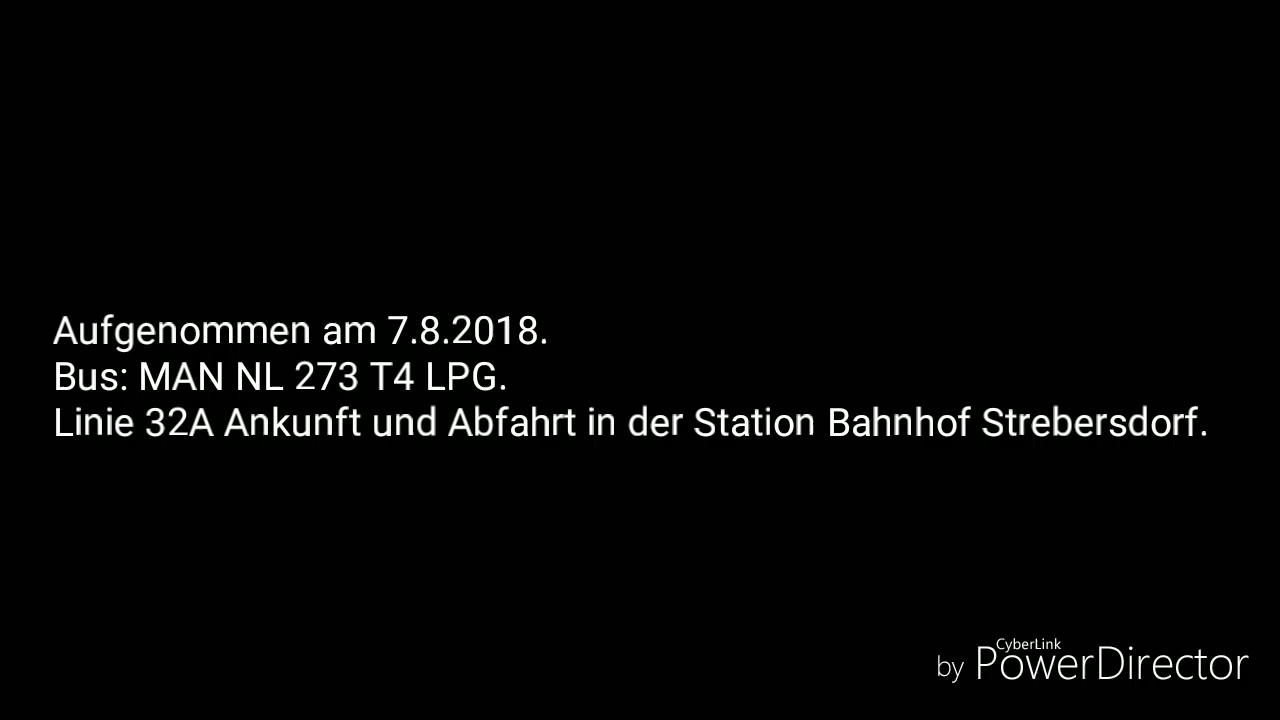 Aufgenommen am 7.8.2018.
Bus: MAN NL 273 T4 LPG.
Linie 32A Ankunft und Abfahrt in der Station Bahnhof Strebersdorf.
CyberLink
by PowerDirector